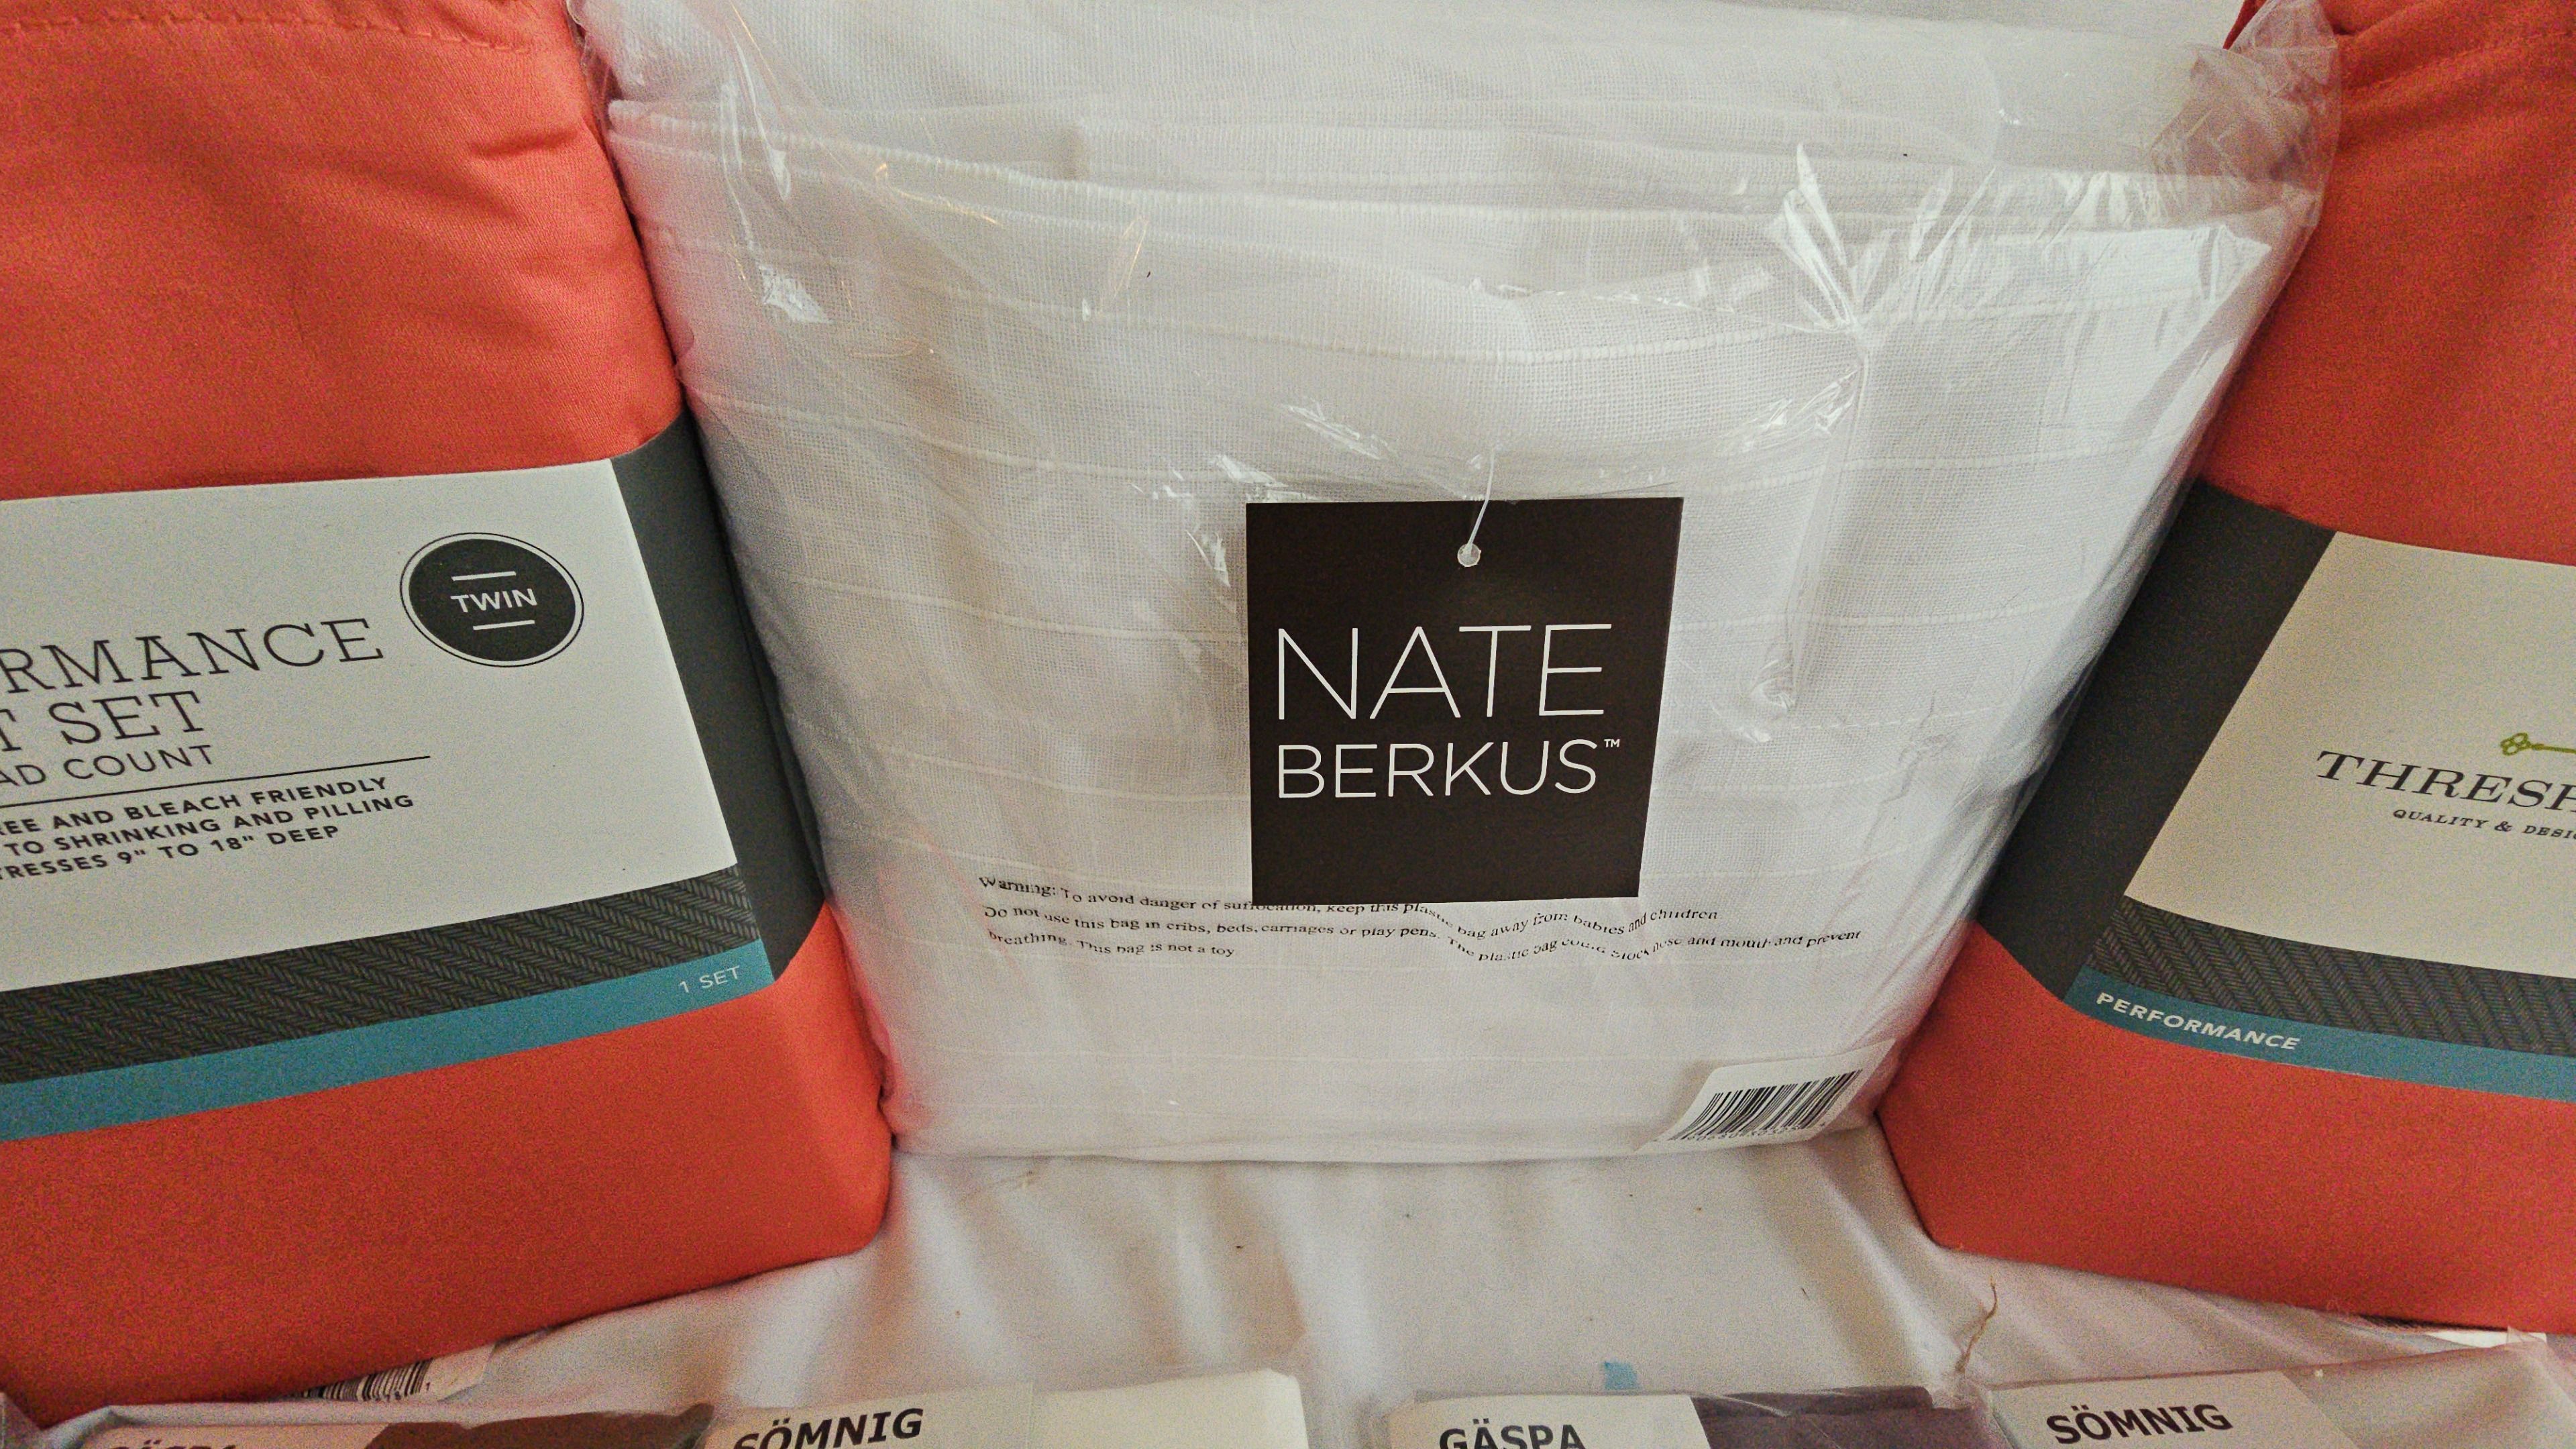 TWIN
RMANCE
T SET
AD COUNT
EE AND BLEACH FRIENDLY
TO SHRINKING AND PILLING
RESSES 9" TO 18" DEEP
1 SET
NATE
BERKUS™
Warning: To avoid danger of suffocation, keep this plastic bag away from babies and children
Do not use this bag in cribs, beds, carriages or play pens. The plastic bag could block nose and mouth and prevent
breathing. This bag is not a toy
THRESH
QUALITY & DESI
PERFORMANCE
SÖMNIG
GÄSPA
SÖMNIG